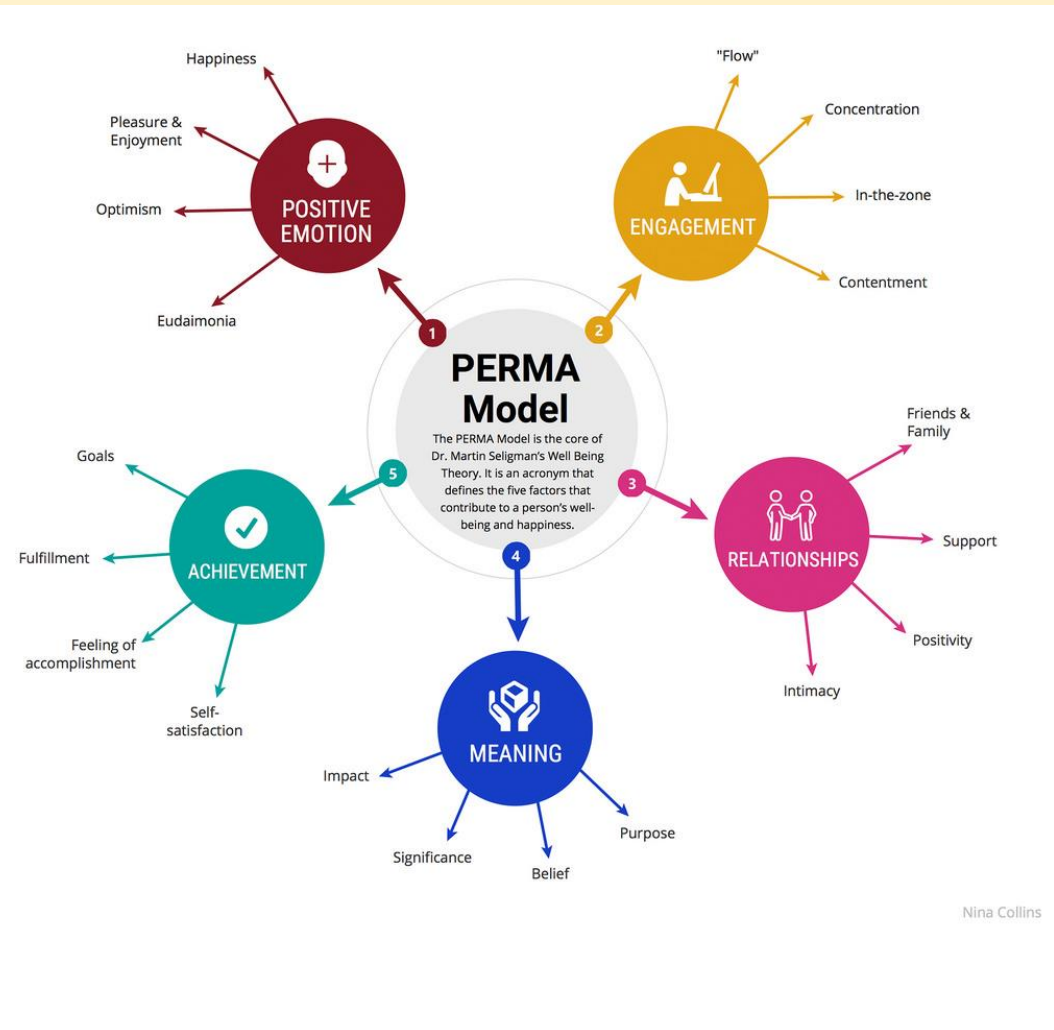 PERMA
Model
The PERMA Model is the core of
Dr. Martin Seligman's Well Being
Theory. It is an acronym that
defines the five factors that
contribute to a person's well-
being and happiness.
1
POSITIVE
EMOTION
Happiness
Pleasure &
Enjoyment
Optimism
Eudaimonia
2
ENGAGEMENT
"Flow"
Concentration
In-the-zone
Contentment
3
RELATIONSHIPS
Friends &
Family
Support
Positivity
Intimacy
4
MEANING
Purpose
Belief
Significance
Impact
5
ACHIEVEMENT
Goals
Fulfillment
Feeling of
accomplishment
Self-
satisfaction
Nina Collins